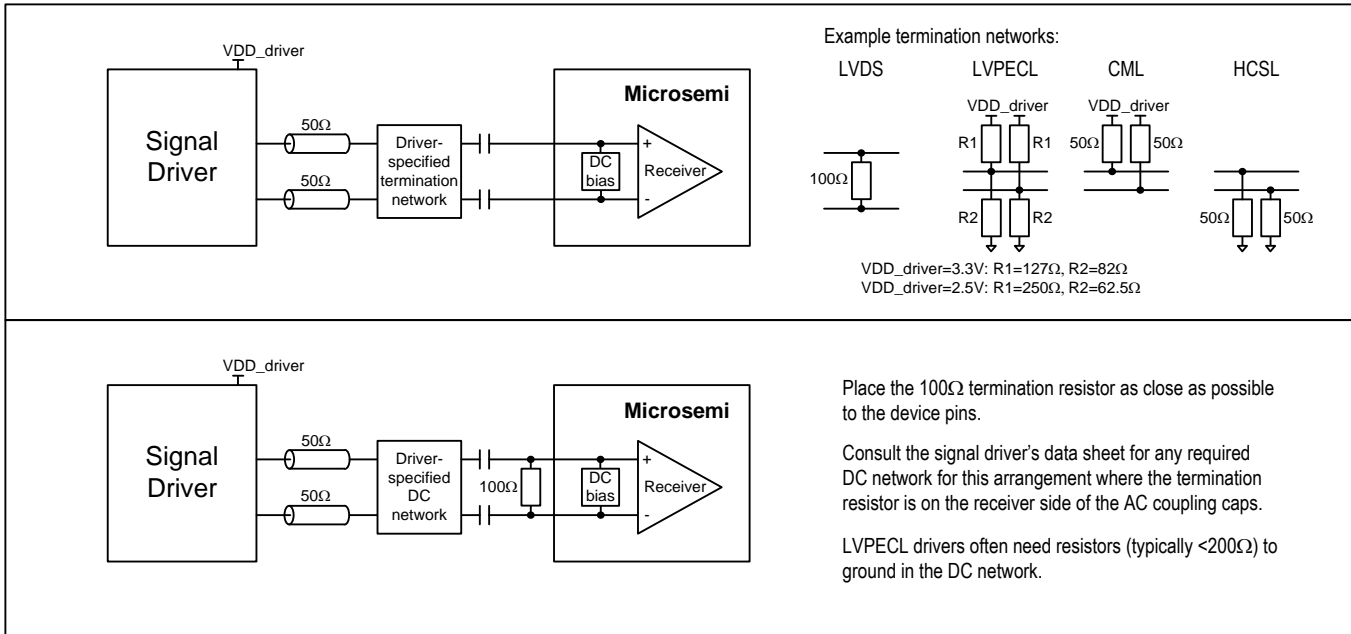 VDD_driver
Signal
Driver
50Ω
50Ω
Driver-
specified
termination
network
Microsemi
+
DC
bias
-
Receiver
Example termination networks:
LVDS
100Ω
LVPECL
VDD_driver
R1
R1
R2
R2
CML
VDD_driver
50Ω
50Ω
HCSL
50Ω
50Ω
VDD_driver=3.3V: R1=127Ω, R2=82Ω
VDD_driver=2.5V: R1=250Ω, R2=62.5Ω
VDD_driver
Signal
Driver
50Ω
50Ω
Driver-
specified
DC
network
100Ω
Microsemi
+
DC
bias
-
Receiver
Place the 100Ω termination resistor as close as possible
to the device pins.
Consult the signal driver's data sheet for any required
DC network for this arrangement where the termination
resistor is on the receiver side of the AC coupling caps.
LVPECL drivers often need resistors (typically <200Ω) to
ground in the DC network.